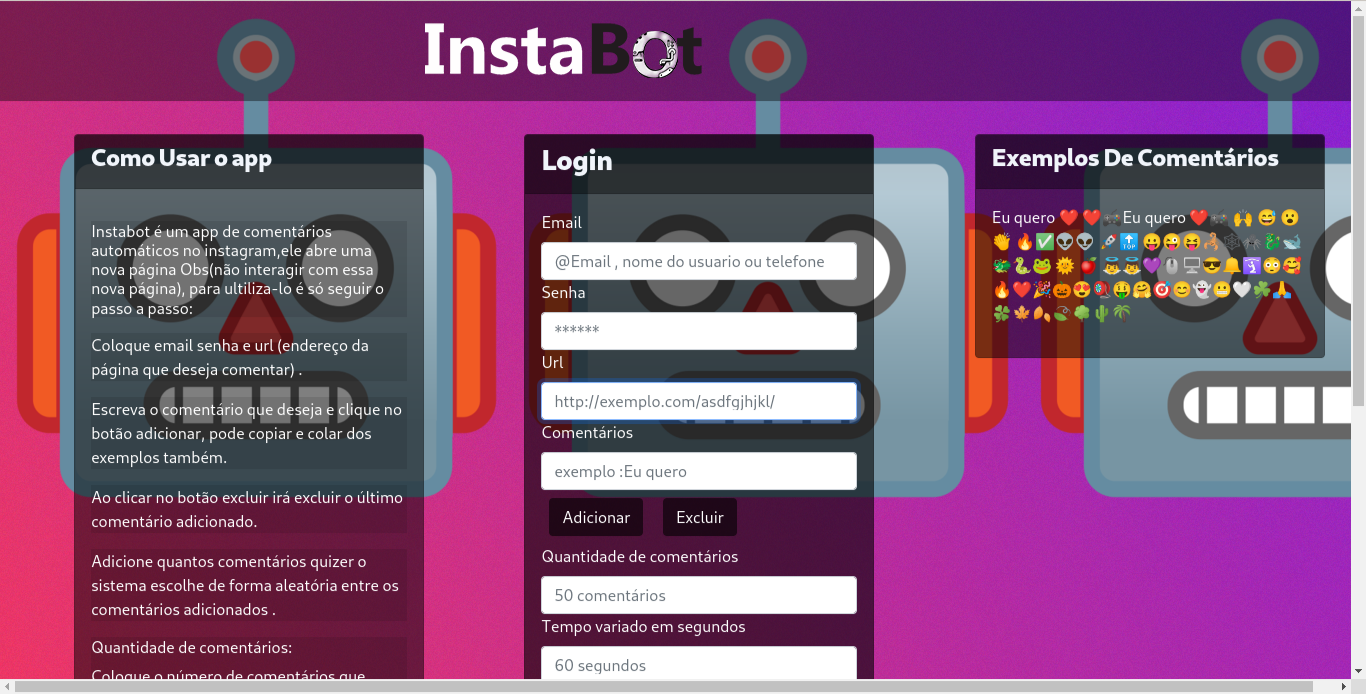 InstaBot
Como Usar o app
Instabot é um app de comentários
automáticos no instagram,ele abre uma
nova página Obs(não interagir com essa
nova página), para ultiliza-lo é só seguir o
passo a passo:
Coloque email senha e url (endereço da
página que deseja comentar) .
Escreva o comentário que deseja e clique no
botão adicionar, pode copiar e colar dos
exemplos também.
Ao clicar no botão excluir irá excluir o último
comentário adicionado.
Adicione quantos comentários quizer o
sistema escolhe de forma aleatória entre os
comentários adicionados .
Quantidade de comentários:
Coloque o número de comentários que
Login
Email
@Email , nome do usuario ou telefone
Senha
******
Url
http://exemplo.com/asdfgjhjkl/
Comentários
exemplo :Eu quero
Adicionar Excluir
Quantidade de comentários
50 comentários
Tempo variado em segundos
60 segundos
Exemplos De Comentários
Eu quero ❤️ ❤️ 🎮 Eu quero ❤️ 🎮 🙌 😅 😮